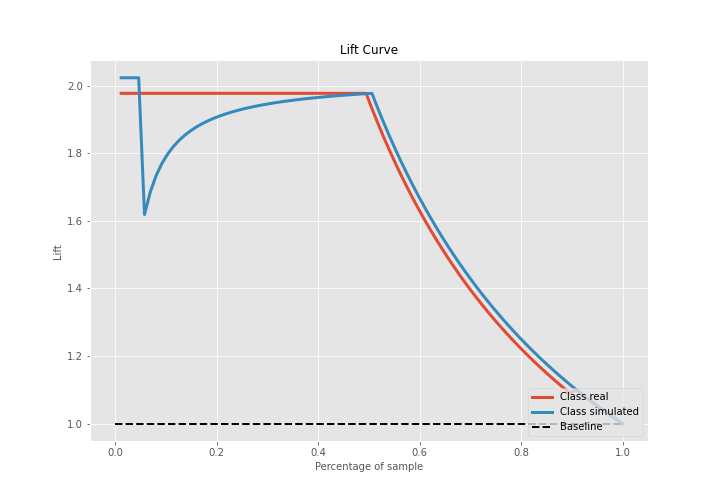 Lift Curve
2.0
1.8
1.6
1.4
1.2
1.0
Lift
0.0 0.2 0.4 0.6 0.8 1.0
Percentage of sample
Class real
Class simulated
Baseline